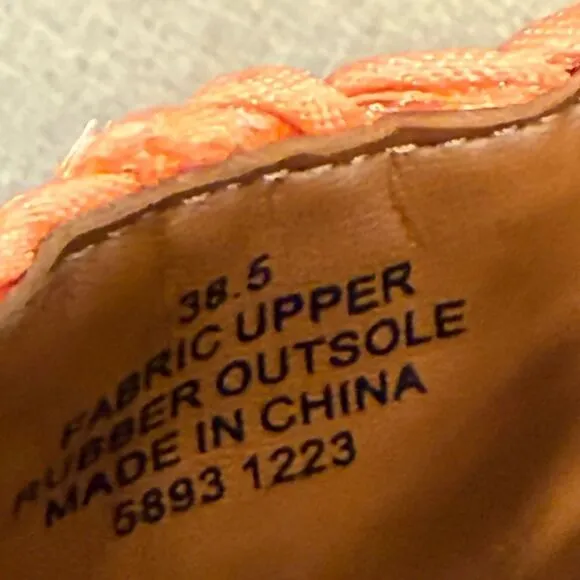 38.5
FABRIC UPPER
RUBBER OUTSOLE
MADE IN CHINA
5893 1223